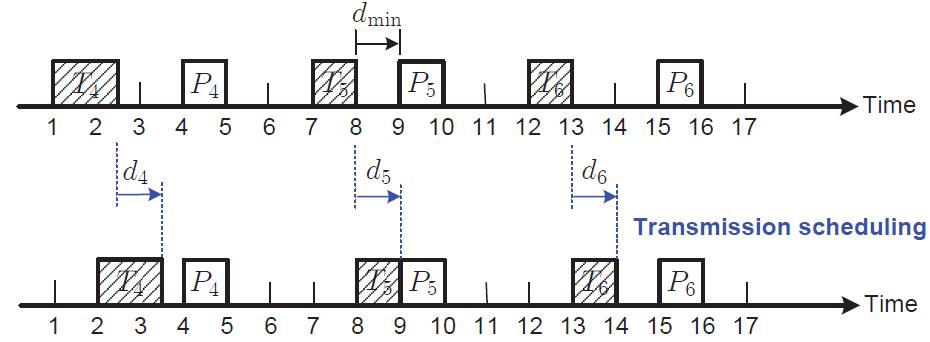 d_min
T_4 P_4 T_5 P_5 T_6 P_6
Time
1 2 3 4 5 6 7 8 9 10 11 12 13 14 15 16 17
d_4 d_5 d_6
Transmission scheduling
T_4 P_4 T_5 P_5 T_6 P_6
Time
1 2 3 4 5 6 7 8 9 10 11 12 13 14 15 16 17